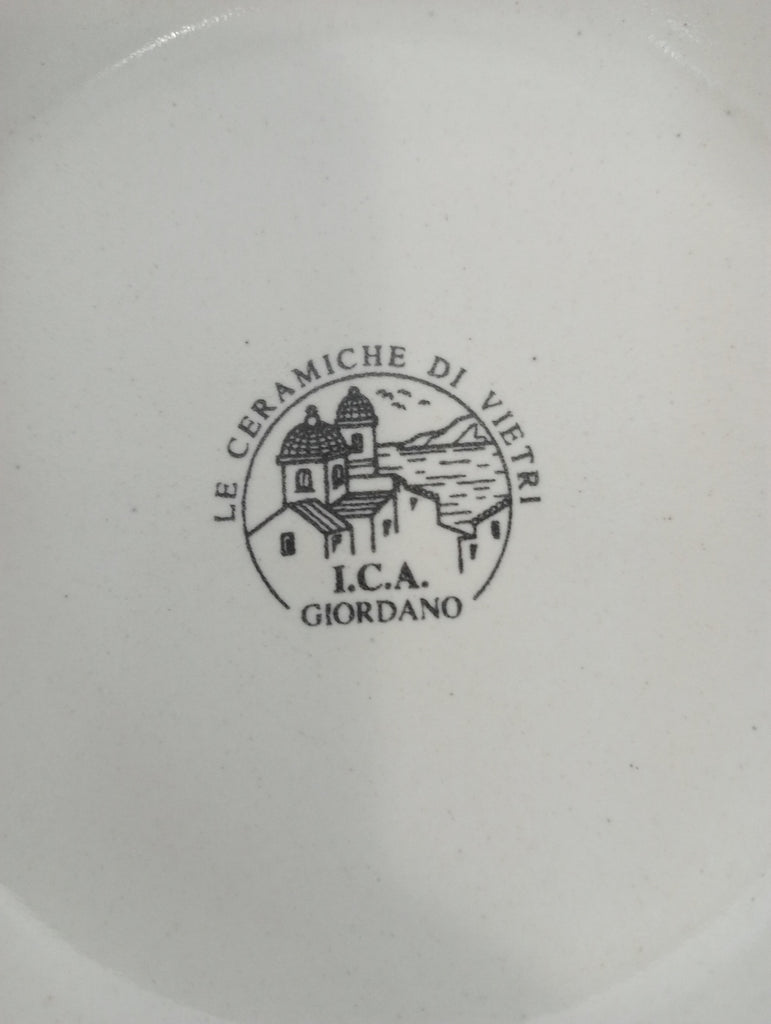 LE CERAMICHE DI VIETRI
I.C.A.
GIORDANO